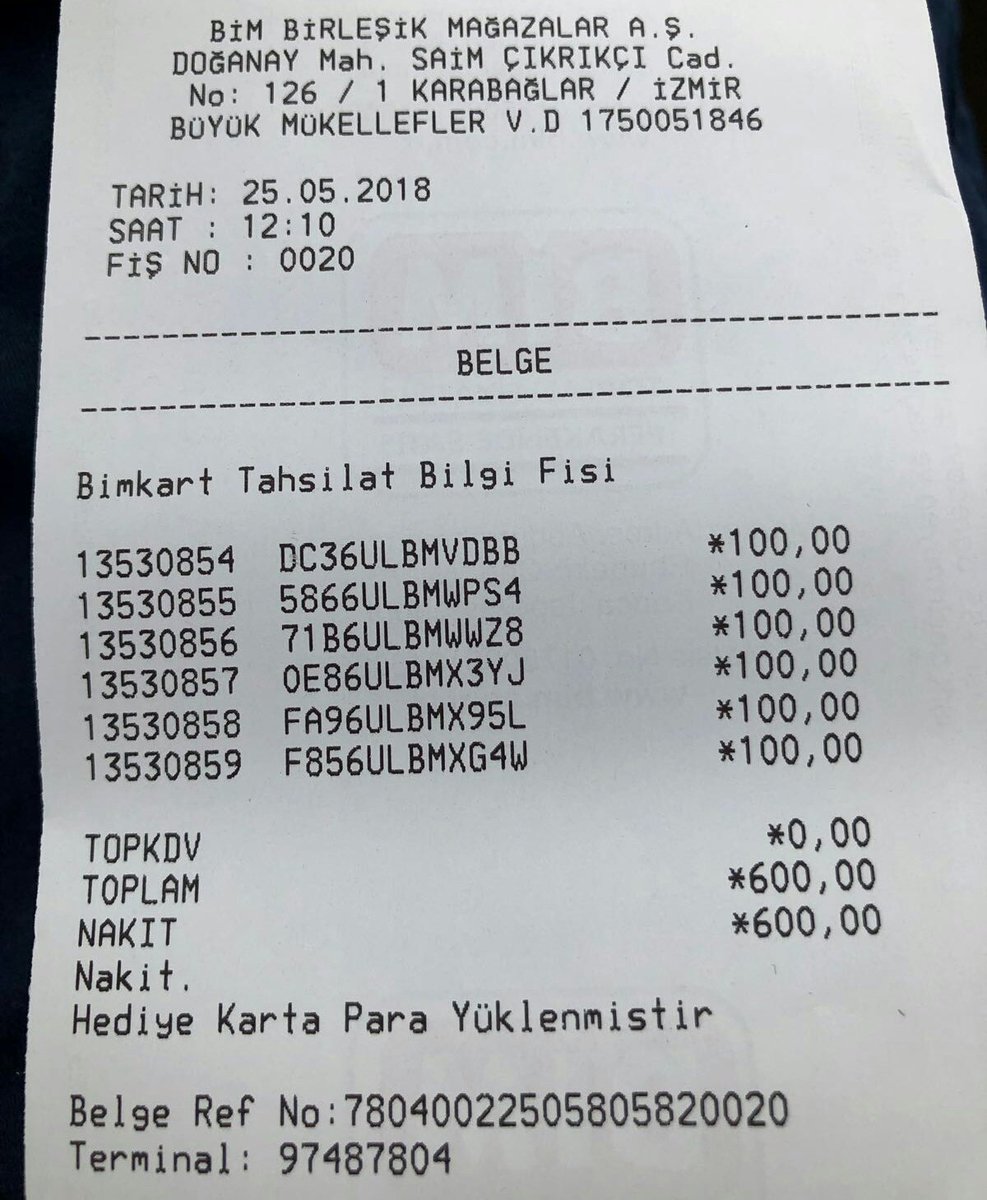 BİM BİRLEŞİK MAĞAZALAR A.Ş.
DOĞANAY Mah. SAİM ÇIKRIKÇI Cad.
No: 126 / 1 KARABAĞLAR / İZMİR
BÜYÜK MÜKELLEFLER V.D 1750051846
TARİH: 25.05.2018
SAAT : 12:10
FİŞ NO : 0020
BELGE
Bimkart Tahsilat Bilgi Fisi
13530854 DC36ULBMVDBB *100,00
13530855 5866ULBMWPS4 *100,00
13530856 71B6ULBMWWZ8 *100,00
13530857 0E86ULBMX3YJ *100,00
13530858 FA96ULBMX95L *100,00
13530859 F856ULBMXG4W *100,00
TOPKDV *0,00
TOPLAM *600,00
NAKIT *600,00
Nakit.
Hediye Karta Para Yüklenmistir
Belge Ref No:78040022505805820020
Terminal: 97487804